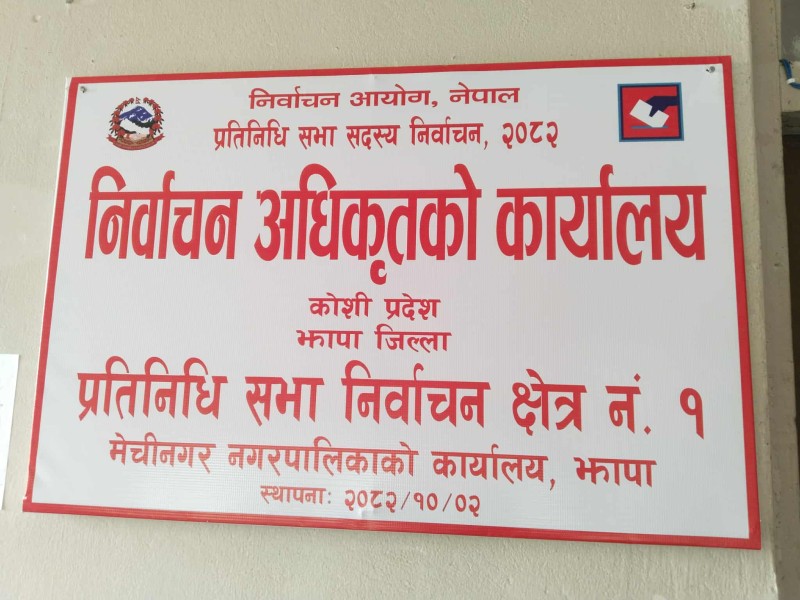 निर्वाचन आयोग, नेपाल
प्रतिनिधि सभा सदस्य निर्वाचन, २०८२
निर्वाचन अधिकृतको कार्यालय
कोशी प्रदेश
झापा जिल्ला
प्रतिनिधि सभा निर्वाचन क्षेत्र नं. १
मेचीनगर नगरपालिकाको कार्यालय, झापा
स्थापनाः २०८२/१०/०२